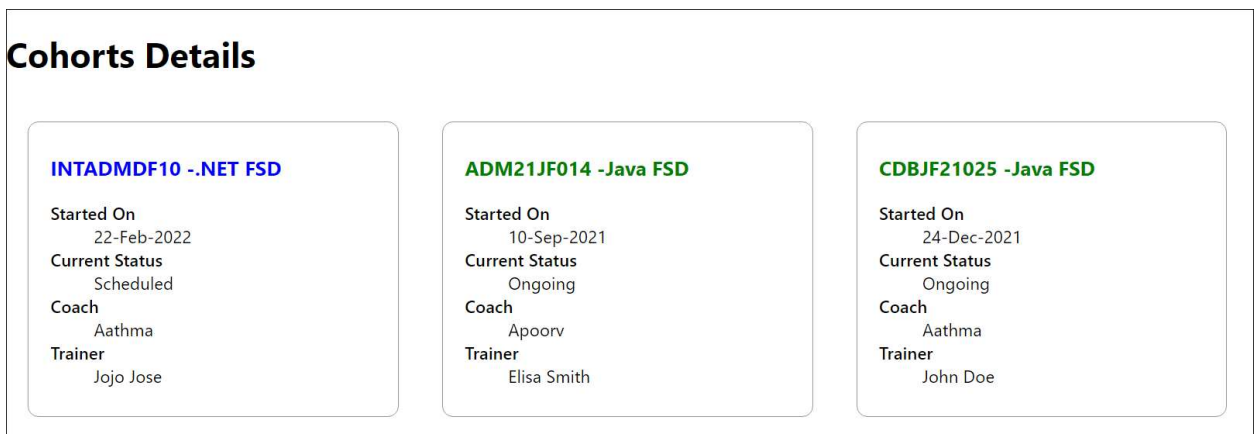 Cohorts Details
INTADMDF10 -.NET FSD
Started On
22-Feb-2022
Current Status
Scheduled
Coach
Aathma
Trainer
Jojo Jose
ADM21JF014 -Java FSD
Started On
10-Sep-2021
Current Status
Ongoing
Coach
Apoorv
Trainer
Elisa Smith
CDBJF21025 -Java FSD
Started On
24-Dec-2021
Current Status
Ongoing
Coach
Aathma
Trainer
John Doe